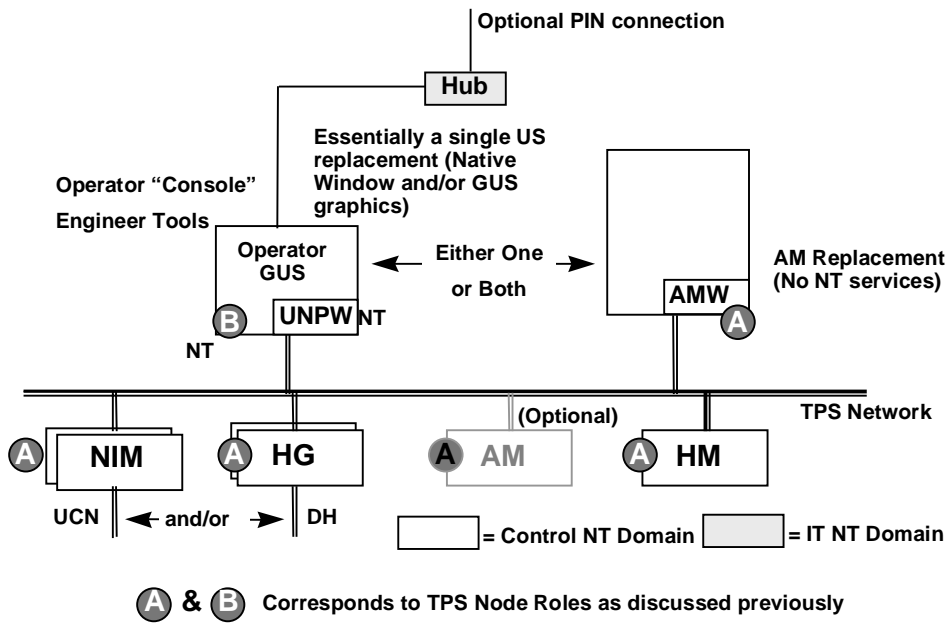 Optional PIN connection
Hub
Essentially a single US
replacement (Native
Window and/or GUS
graphics)
Operator “Console”
Engineer Tools
Operator
GUS
UNPW
NT
B
NT
Either One
or Both
AMW
A
AM Replacement
(No NT services)
TPS Network
(Optional)
A
NIM
A
HG
A
AM
A
HM
UCN
and/or
DH
= Control NT Domain
= IT NT Domain
A & B Corresponds to TPS Node Roles as discussed previously